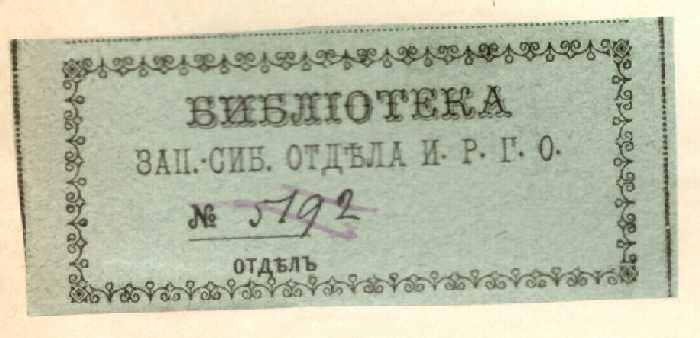 БИБЛІОТЕКА
ЗАП.-СИБ. ОТДѢЛА И. Р. Г. О.
№ 5192
ОТДѢЛЪ